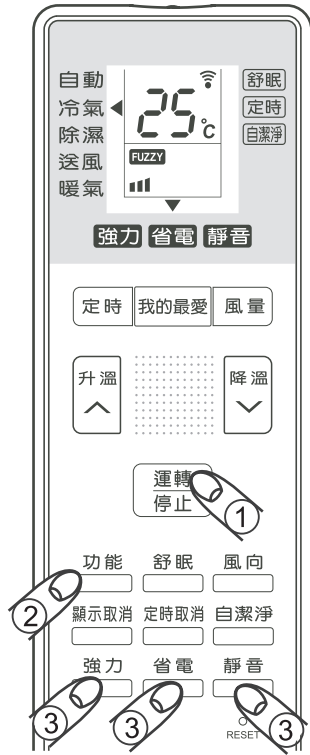 自動
冷氣
除濕
送風
暖氣
25℃
FUZZY
舒眠
定時
自潔淨
強力 省電 靜音
定時 我的最愛 風量
升溫 降溫
運轉
停止
①
功能 舒眠 風向
②
顯示取消 定時取消 自潔淨
強力 省電 靜音
③ ③ ③
RESET